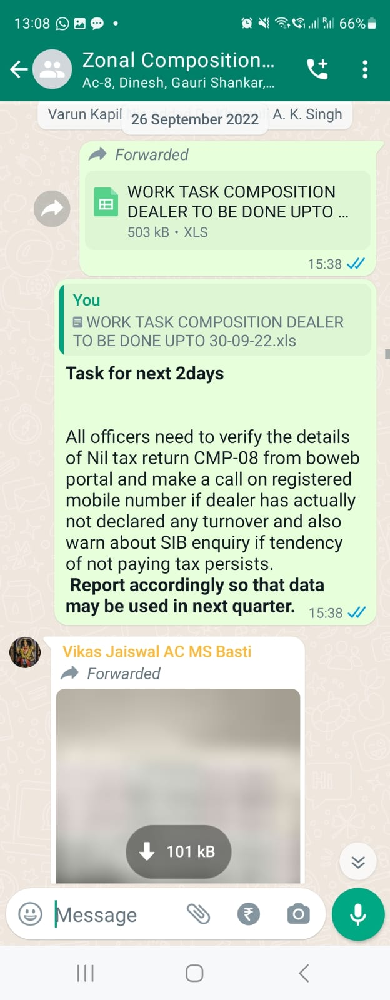 13:08
66%
Zonal Composition...
Ac-8, Dinesh, Gauri Shankar,...
Varun Kapil
A. K. Singh
26 September 2022
Forwarded
WORK TASK COMPOSITION
DEALER TO BE DONE UPTO ...
503 kB • XLS
15:38
You
WORK TASK COMPOSITION DEALER
TO BE DONE UPTO 30-09-22.xls
Task for next 2days
All officers need to verify the details
of Nil tax return CMP-08 from boweb
portal and make a call on registered
mobile number if dealer has actually
not declared any turnover and also
warn about SIB enquiry if tendency
of not paying tax persists.
Report accordingly so that data
may be used in next quarter.
15:38
Vikas Jaiswal AC MS Basti
Forwarded
101 kB
Message